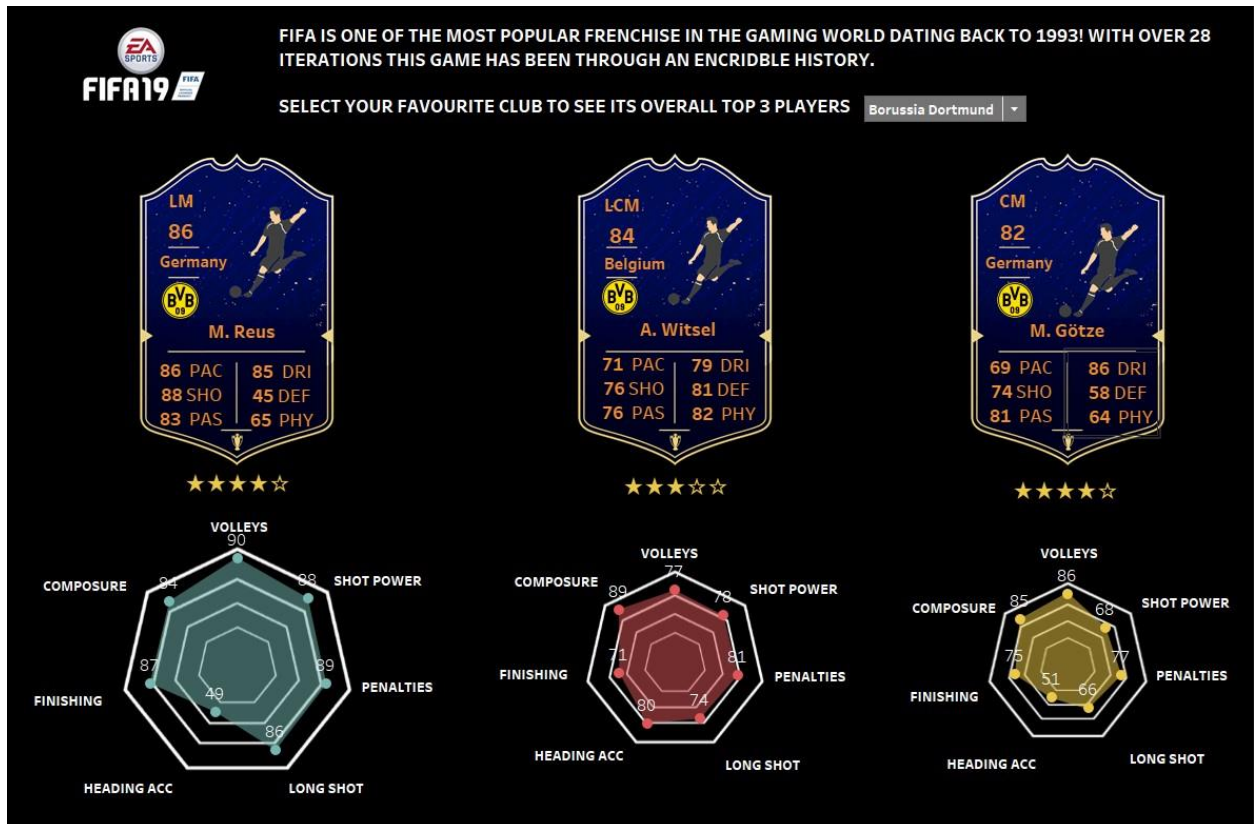 EA
SPORTS
FIFA19
FIFA
FIFA IS ONE OF THE MOST POPULAR FRENCHISE IN THE GAMING WORLD DATING BACK TO 1993! WITH OVER 28
ITERATIONS THIS GAME HAS BEEN THROUGH AN ENCRIDBLE HISTORY.
SELECT YOUR FAVOURITE CLUB TO SEE ITS OVERALL TOP 3 PLAYERS
Borussia Dortmund
LM
86
Germany
BVB
09
M. Reus
86 PAC 85 DRI
88 SHO 45 DEF
83 PAS 65 PHY
LCM
84
Belgium
BVB
09
A. Witsel
71 PAC 79 DRI
76 SHO 81 DEF
76 PAS 82 PHY
CM
82
Germany
BVB
09
M. Götze
69 PAC 86 DRI
74 SHO 58 DEF
81 PAS 64 PHY
VOLLEYS
90
COMPOSURE
84
88
SHOT POWER
87
89
FINISHING
PENALTIES
49
86
HEADING ACC
LONG SHOT
VOLLEYS
77
COMPOSURE
89
78
SHOT POWER
71
81
FINISHING
PENALTIES
80
74
HEADING ACC
LONG SHOT
VOLLEYS
86
COMPOSURE
85
68
SHOT POWER
75
77
FINISHING
PENALTIES
51
66
HEADING ACC
LONG SHOT